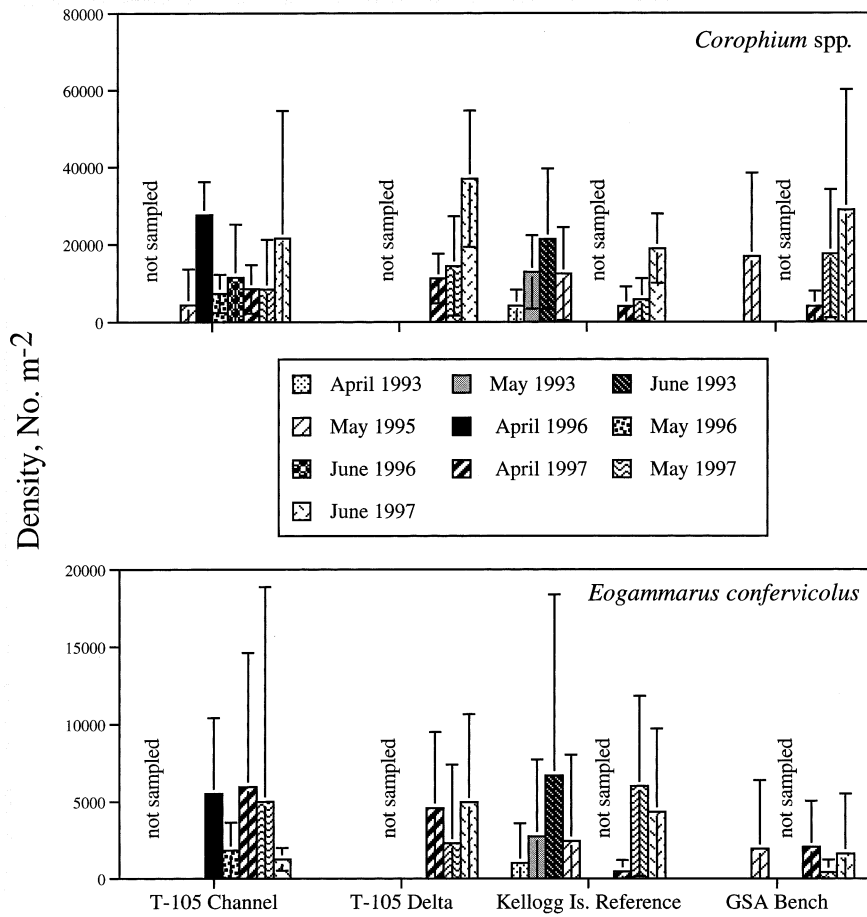 80000
60000
40000
20000
0
Corophium spp.
not sampled
not sampled
not sampled
not sampled
Density, No. m-2
April 1993
May 1993
June 1993
May 1995
April 1996
May 1996
June 1996
April 1997
May 1997
June 1997
20000
15000
10000
5000
0
Eogammarus confervicolus
not sampled
not sampled
not sampled
not sampled
T-105 Channel
T-105 Delta
Kellogg Is. Reference
GSA Bench